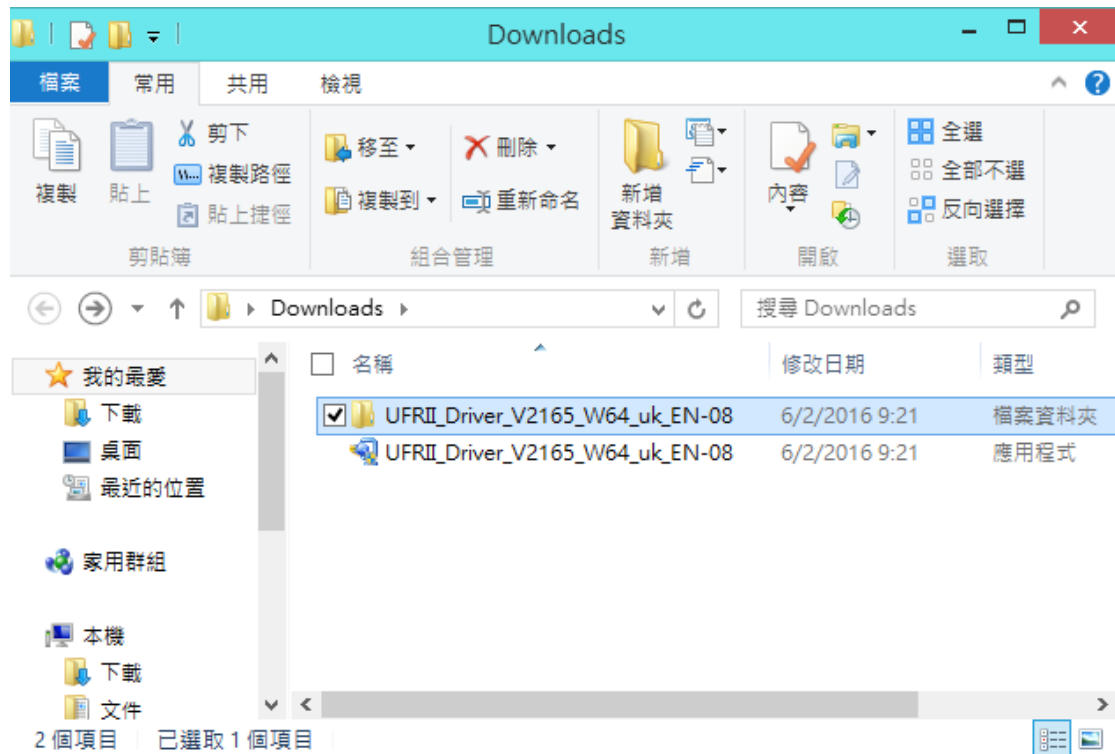 Downloads
檔案 常用 共用 檢視
複製
貼上
剪下
複製路徑
貼上捷徑
剪貼簿
移至
複製到
刪除
重新命名
組合管理
新增
資料夾
新增
內容
開啟
全選
全部不選
反向選擇
選取
Downloads
搜尋 Downloads
名稱 修改日期 類型
UFRII_Driver_V2165_W64_uk_EN-08 6/2/2016 9:21 檔案資料夾
UFRII_Driver_V2165_W64_uk_EN-08 6/2/2016 9:21 應用程式
我的最愛
下載
桌面
最近的位置
家用群組
本機
下載
文件
2 個項目 已選取 1 個項目